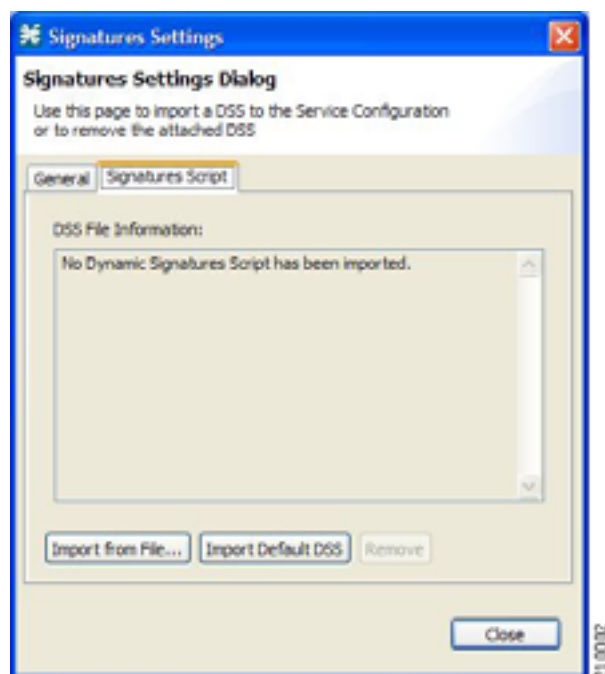 Signatures Settings
Signatures Settings Dialog
Use this page to import a DSS to the Service Configuration
or to remove the attached DSS
General
Signatures Script
DSS File Information:
No Dynamic Signatures Script has been imported.
Import from File...
Import Default DSS
Remove
Close